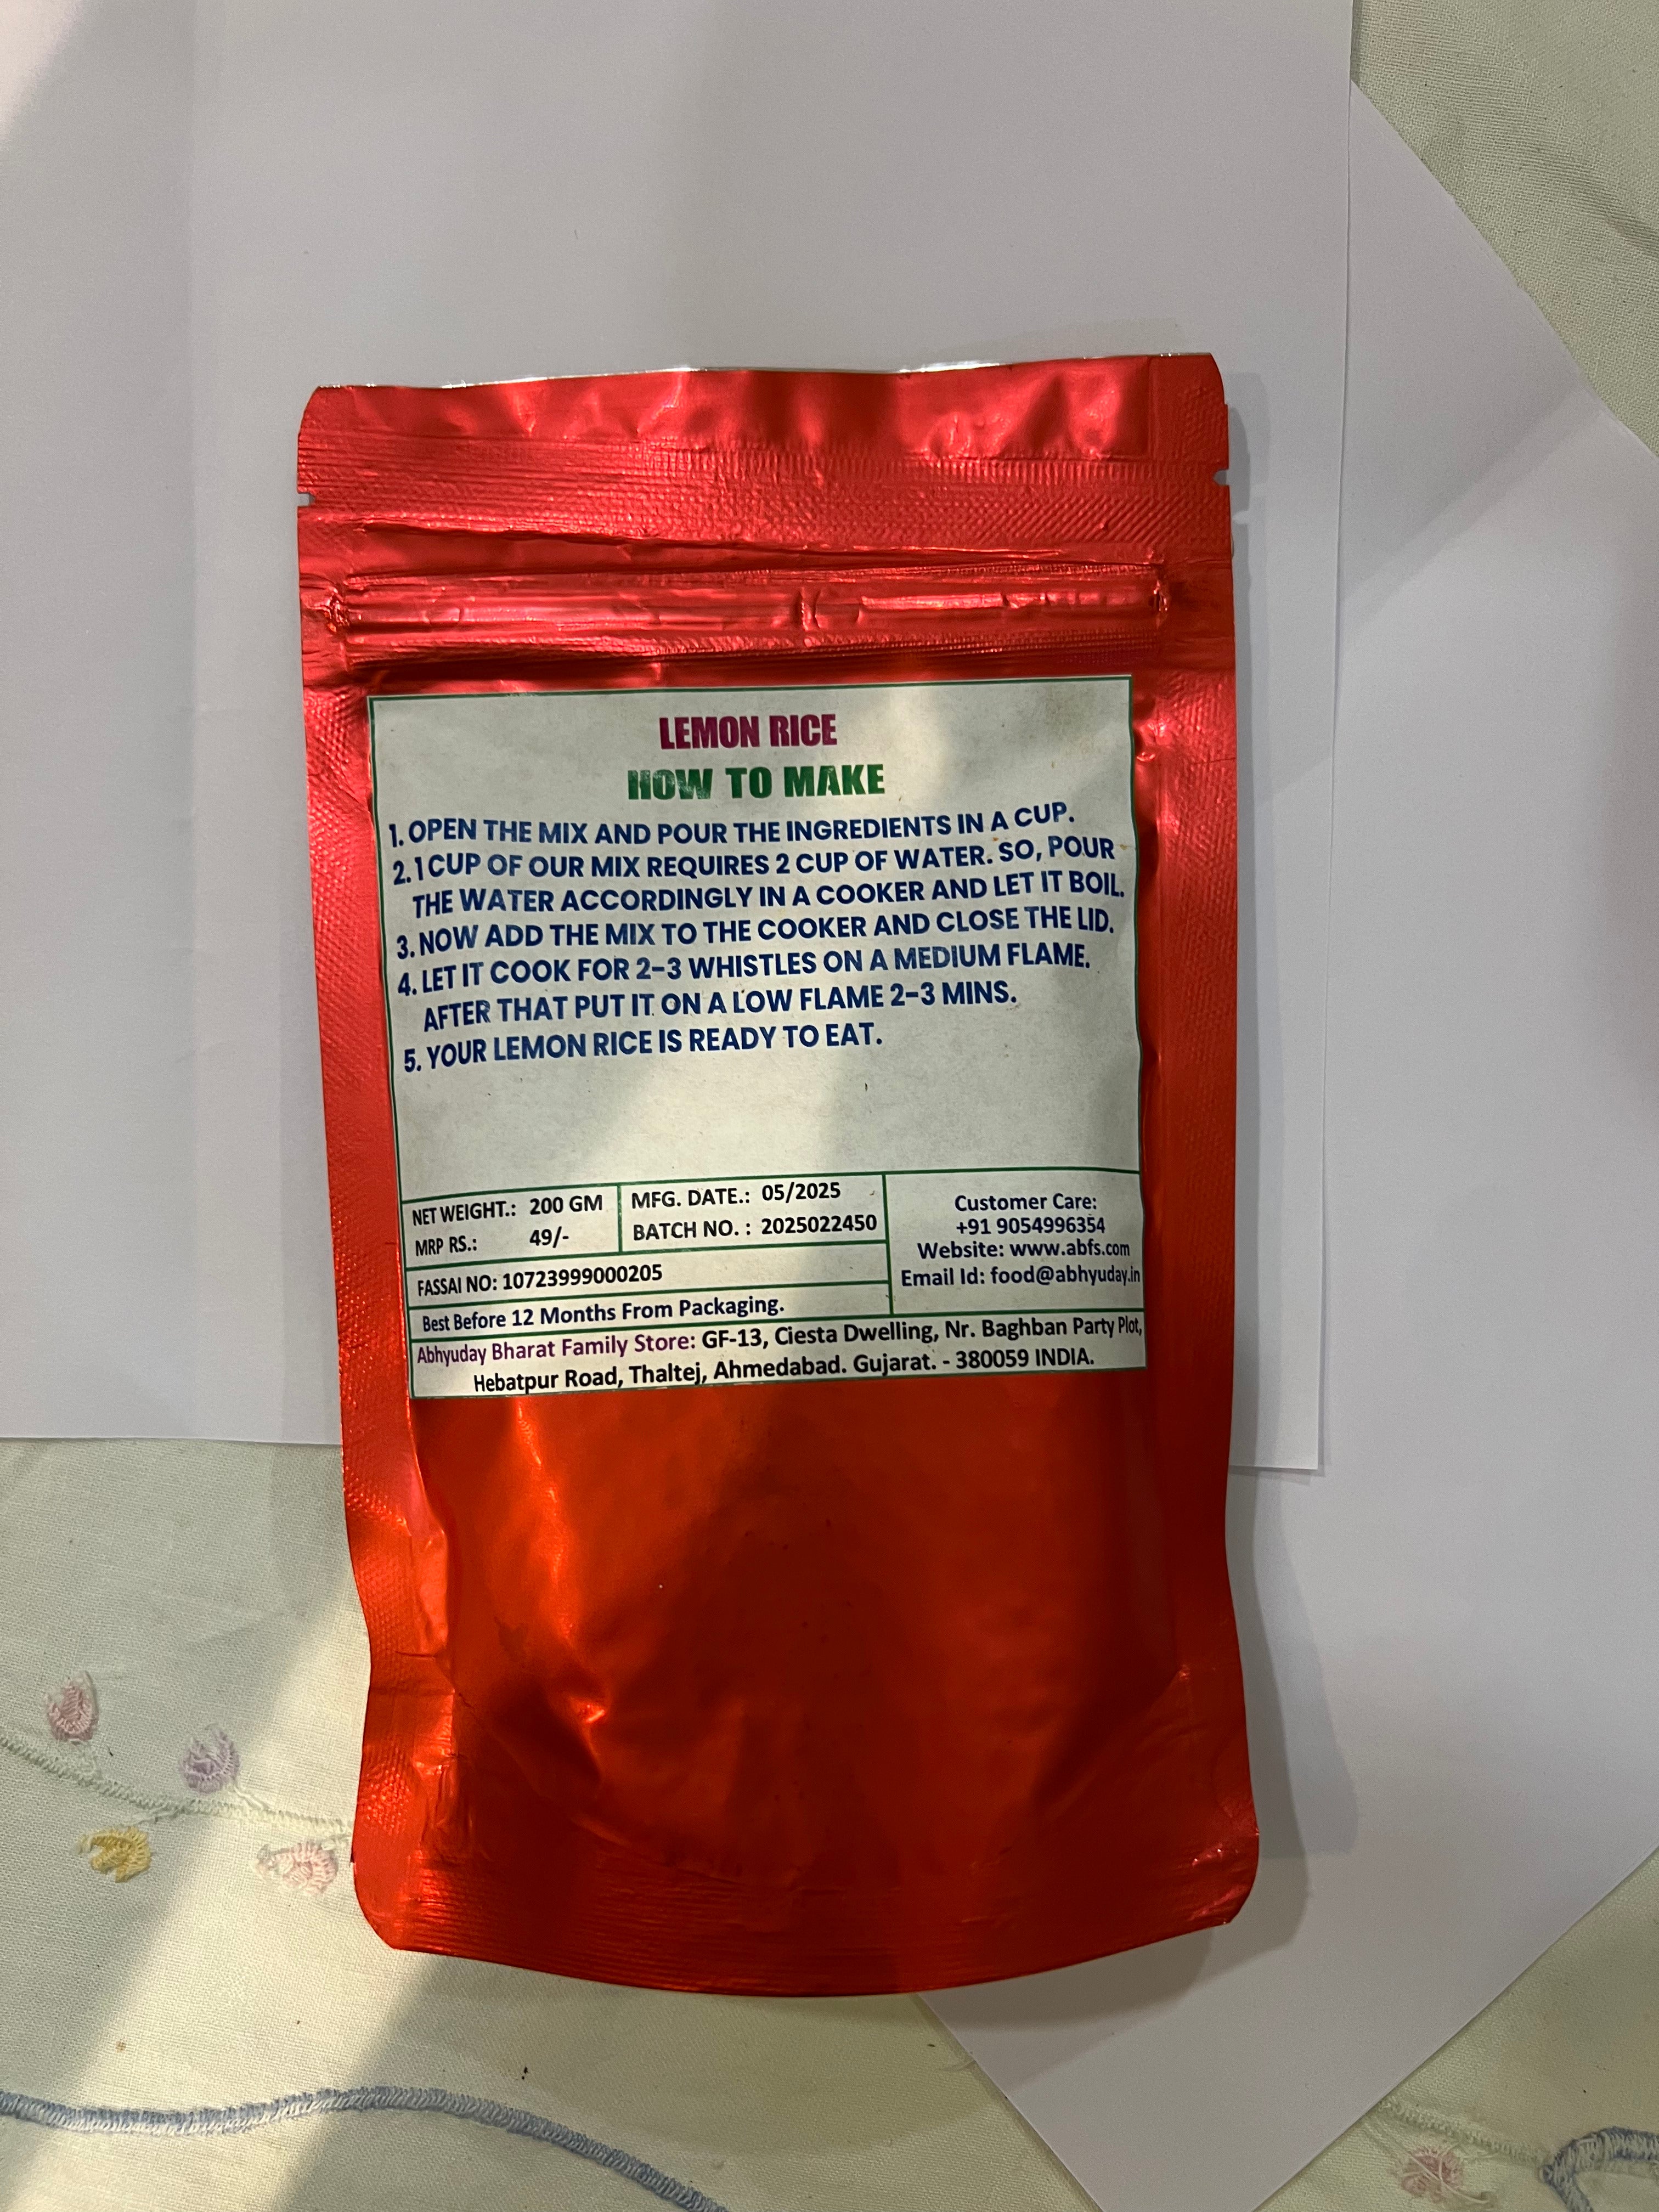 LEMON RICE
HOW TO MAKE
1. OPEN THE MIX AND POUR THE INGREDIENTS IN A CUP.
2. 1 CUP OF OUR MIX REQUIRES 2 CUP OF WATER. SO, POUR
THE WATER ACCORDINGLY IN A COOKER AND LET IT BOIL.
3. NOW ADD THE MIX TO THE COOKER AND CLOSE THE LID.
4. LET IT COOK FOR 2-3 WHISTLES ON A MEDIUM FLAME.
AFTER THAT PUT IT ON A LOW FLAME 2-3 MINS.
5. YOUR LEMON RICE IS READY TO EAT.
NET WEIGHT.: 200 GM
MRP RS.: 49/-
MFG. DATE.: 05/2025
BATCH NO. : 2025022450
Customer Care:
+91 9054996354
Website: www.abfs.com
Email Id: food@abhyuday.in
FASSAI NO: 10723999000205
Best Before 12 Months From Packaging.
Abhyuday Bharat Family Store: GF-13, Ciesta Dwelling, Nr. Baghban Party Plot,
Hebatpur Road, Thaltej, Ahmedabad. Gujarat. - 380059 INDIA.